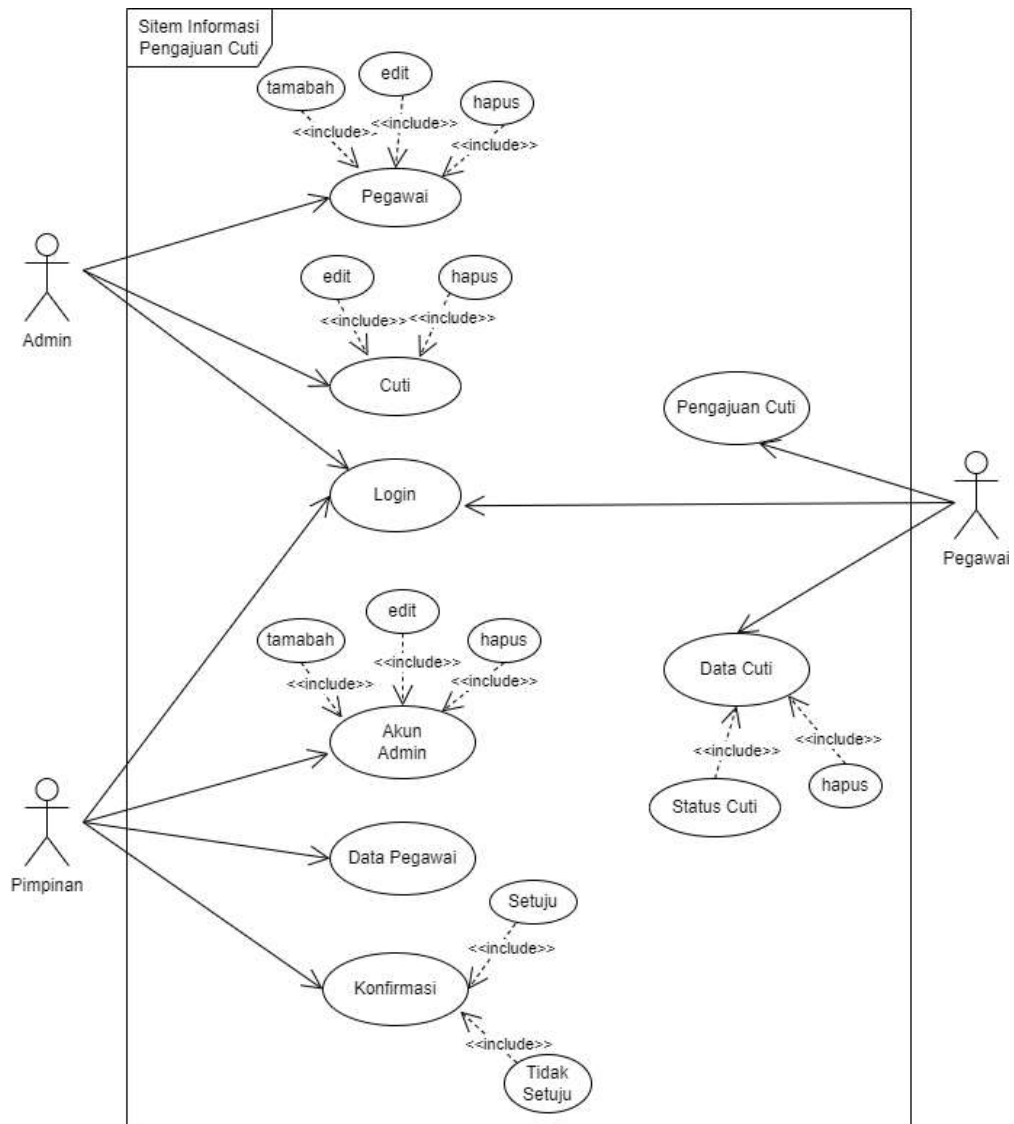 Sitem Informasi
Pengajuan Cuti
tamabah
edit
hapus
<<include>>
<<include>>
<<include>>
Pegawai
Admin
edit
hapus
<<include>>
<<include>>
Cuti
Pengajuan Cuti
Login
Pegawai
tamabah
edit
hapus
<<include>>
<<include>>
<<include>>
Akun
Admin
Data Cuti
<<include>>
<<include>>
Status Cuti
hapus
Pimpinan
Data Pegawai
Setuju
<<include>>
Konfirmasi
<<include>>
Tidak
Setuju